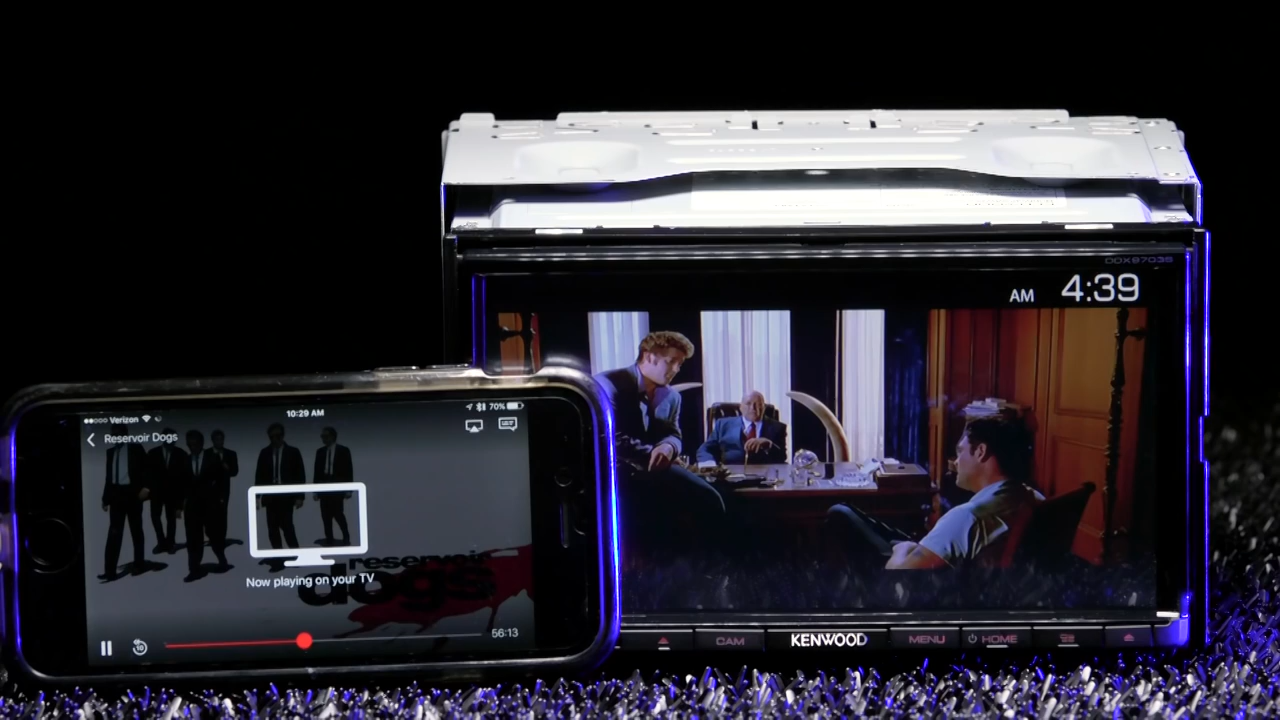 DDX9703S
AM 4:39
Verizon
10:29 AM
70%
Reservoir Dogs
reservoir
dogs
Now playing on your TV
10
56:13
CAM
KENWOOD
MENU
HOME